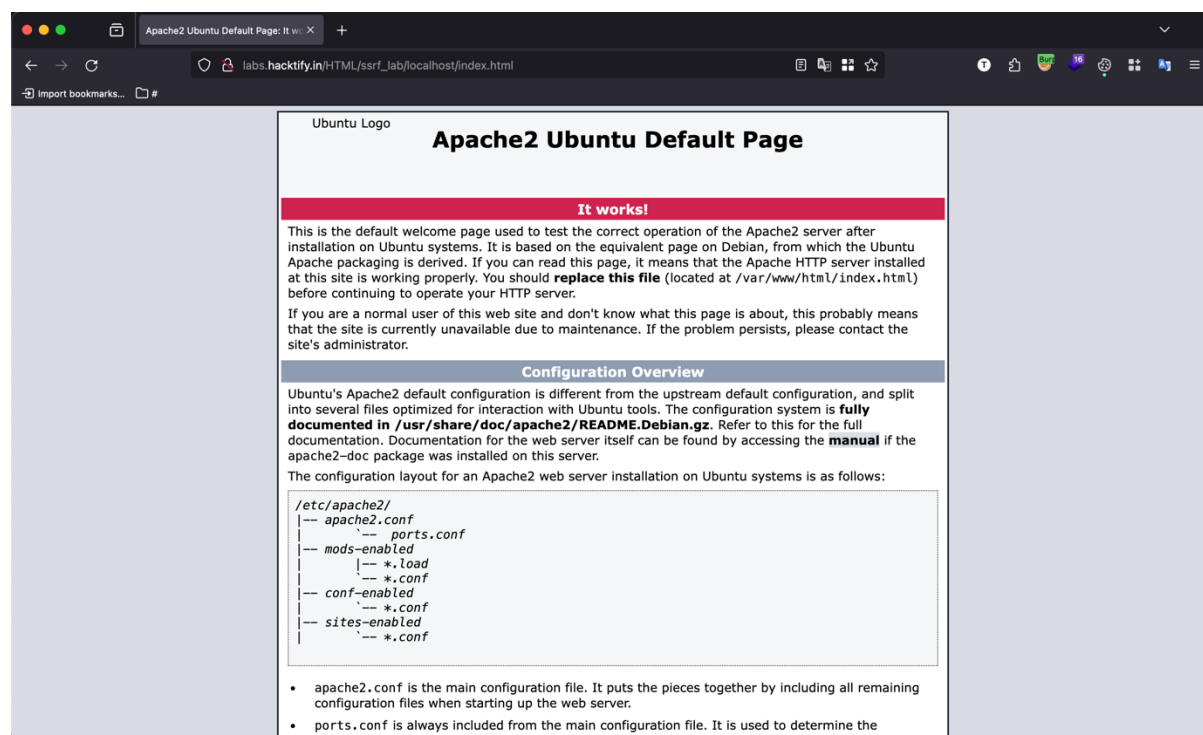 Apache2 Ubuntu Default Page: It wo
labs.hacktify.in/HTML/ssrf_lab/localhost/index.html
16
Import bookmarks... #
Ubuntu Logo
Apache2 Ubuntu Default Page
It works!
This is the default welcome page used to test the correct operation of the Apache2 server after
installation on Ubuntu systems. It is based on the equivalent page on Debian, from which the Ubuntu
Apache packaging is derived. If you can read this page, it means that the Apache HTTP server installed
at this site is working properly. You should replace this file (located at /var/www/html/index.html)
before continuing to operate your HTTP server.
If you are a normal user of this web site and don't know what this page is about, this probably means
that the site is currently unavailable due to maintenance. If the problem persists, please contact the
site's administrator.
Configuration Overview
Ubuntu's Apache2 default configuration is different from the upstream default configuration, and split
into several files optimized for interaction with Ubuntu tools. The configuration system is fully
documented in /usr/share/doc/apache2/README.Debian.gz. Refer to this for the full
documentation. Documentation for the web server itself can be found by accessing the manual if the
apache2-doc package was installed on this server.
The configuration layout for an Apache2 web server installation on Ubuntu systems is as follows:
/etc/apache2/
|-- apache2.conf
|       `--  ports.conf
|-- mods-enabled
|       |-- *.load
|       `-- *.conf
|-- conf-enabled
|       `-- *.conf
|-- sites-enabled
|       `-- *.conf
• apache2.conf is the main configuration file. It puts the pieces together by including all remaining
configuration files when starting up the web server.
• ports.conf is always included from the main configuration file. It is used to determine the